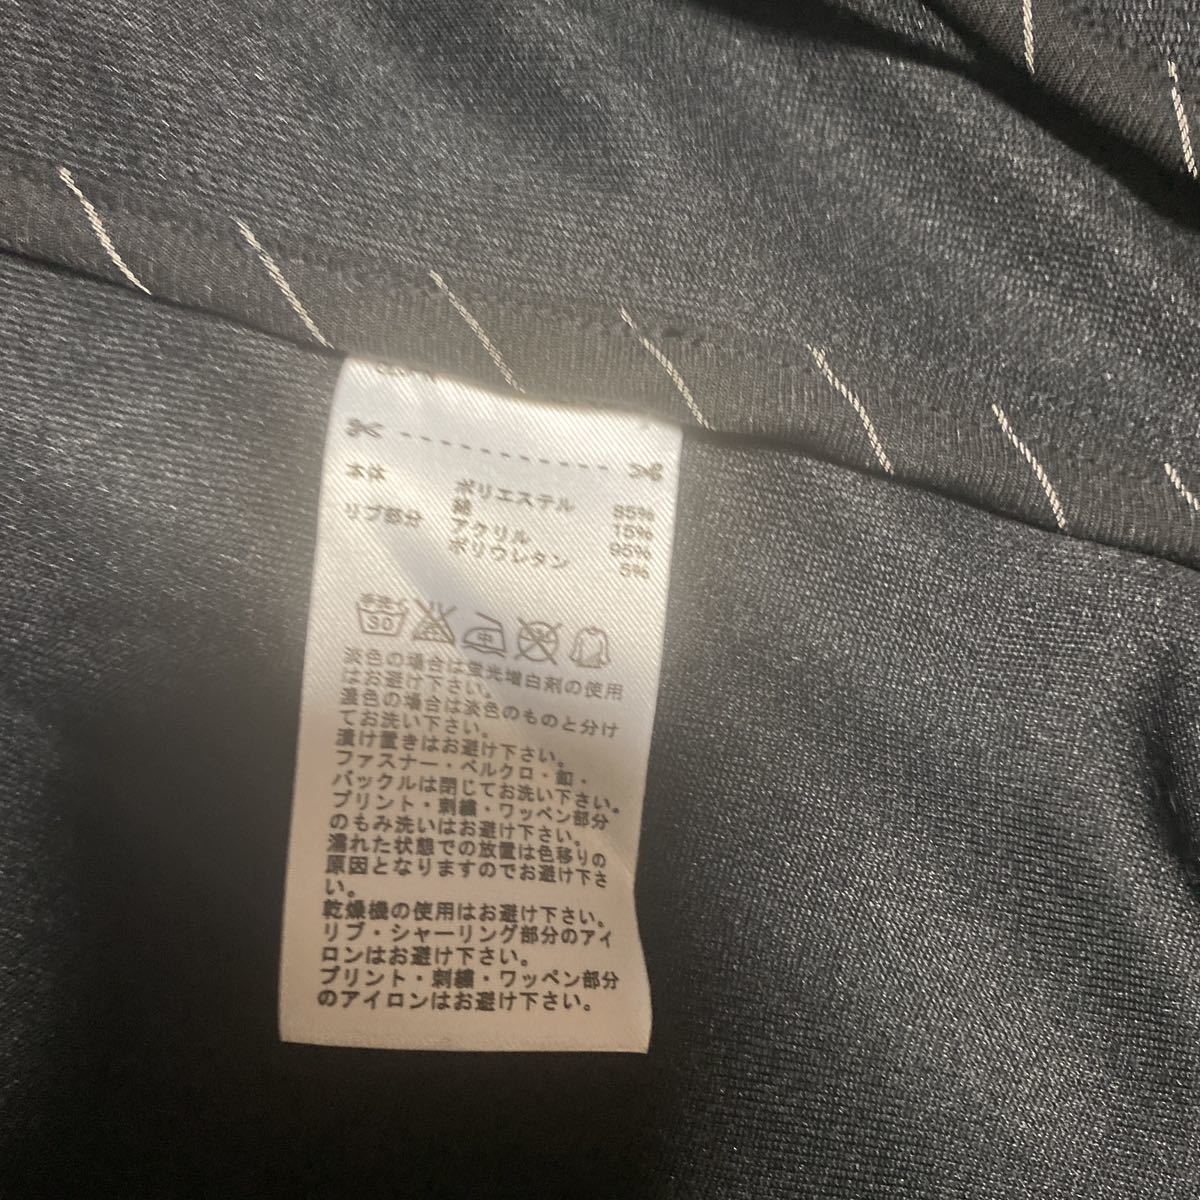 本体 ポリエステル 85%
綿 15%
リブ部分 アクリル 95%
ポリウレタン 5%
手洗イ
30 中
淡色の場合は蛍光増白剤の使用
はお避け下さい。
濃色の場合は淡色のものと分け
てお洗い下さい。
漬け置きはお避け下さい。
ファスナー・ベルクロ・釦・
バックルは閉じてお洗い下さい。
プリント・刺繍・ワッペン部分
のもみ洗いはお避け下さい。
濡れた状態での放置は色移りの
原因となりますのでお避け下さ
い。
乾燥機の使用はお避け下さい。
リブ・シャーリング部分のアイ
ロンはお避け下さい。
プリント・刺繍・ワッペン部分
のアイロンはお避け下さい。